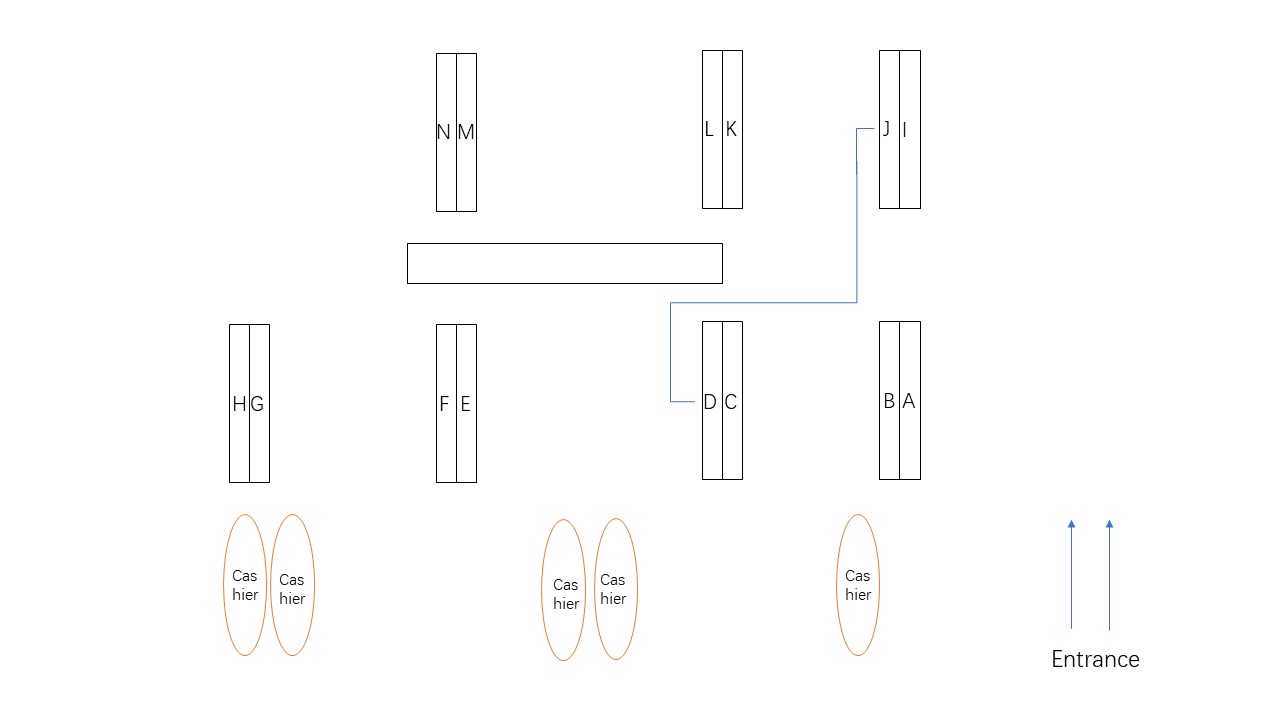 N M
L K
J I
H G
F E
D C
B A
Cas
hier
Cas
hier
Cas
hier
Cas
hier
Cas
hier
Entrance